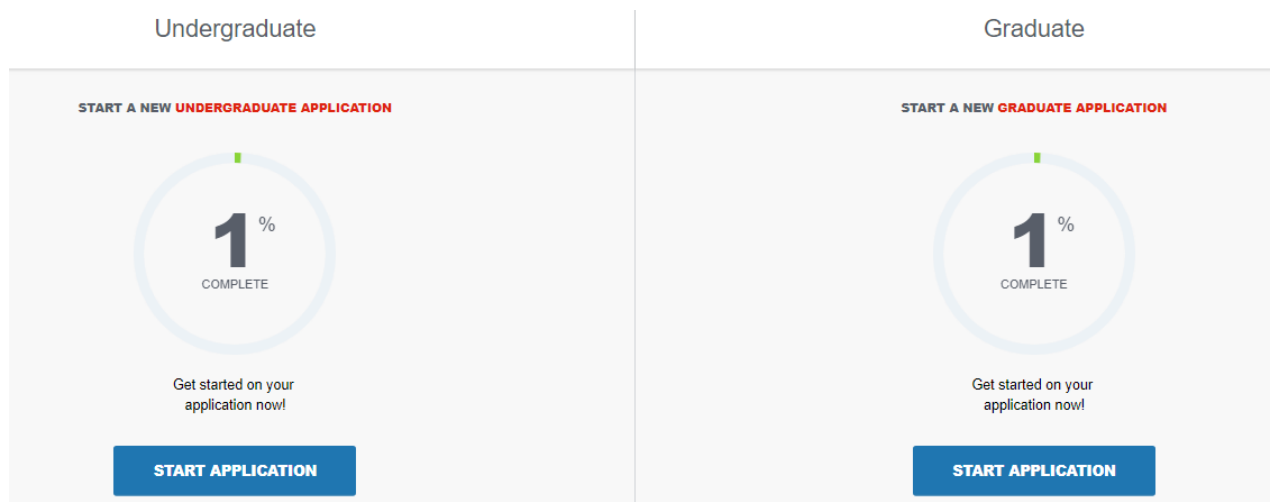 Undergraduate
START A NEW UNDERGRADUATE APPLICATION
1%
COMPLETE
Get started on your
application now!
START APPLICATION
Graduate
START A NEW GRADUATE APPLICATION
1%
COMPLETE
Get started on your
application now!
START APPLICATION